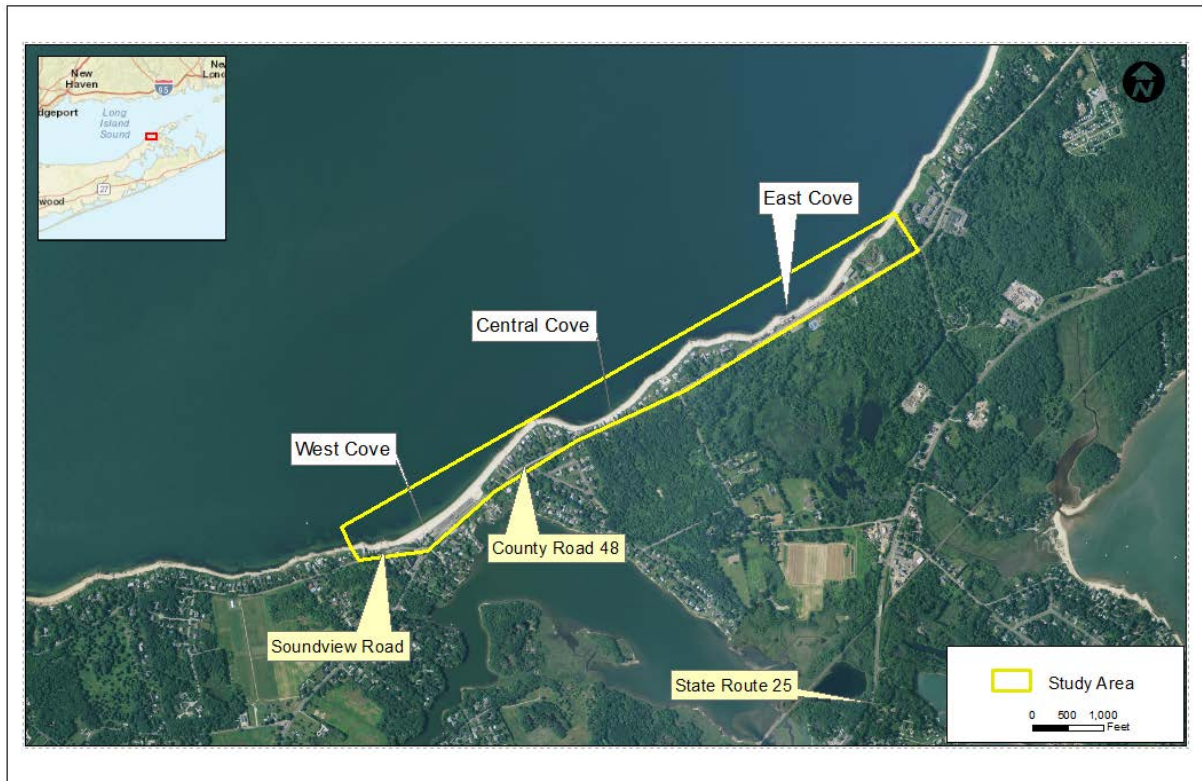 New
Haven
New
Lon
95
dgeport
Long
Island
Sound
27
wood
N
East Cove
Central Cove
West Cove
County Road 48
Soundview Road
State Route 25
Study Area
0 500 1,000
Feet